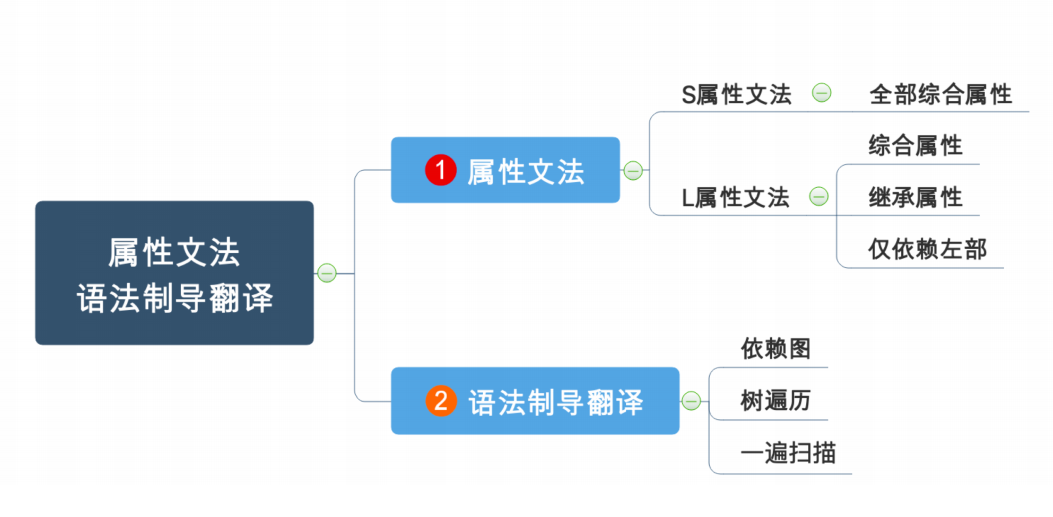 属性文法
语法制导翻译
1 属性文法
S属性文法
全部综合属性
L属性文法
综合属性
继承属性
仅依赖左部
2 语法制导翻译
依赖图
树遍历
一遍扫描